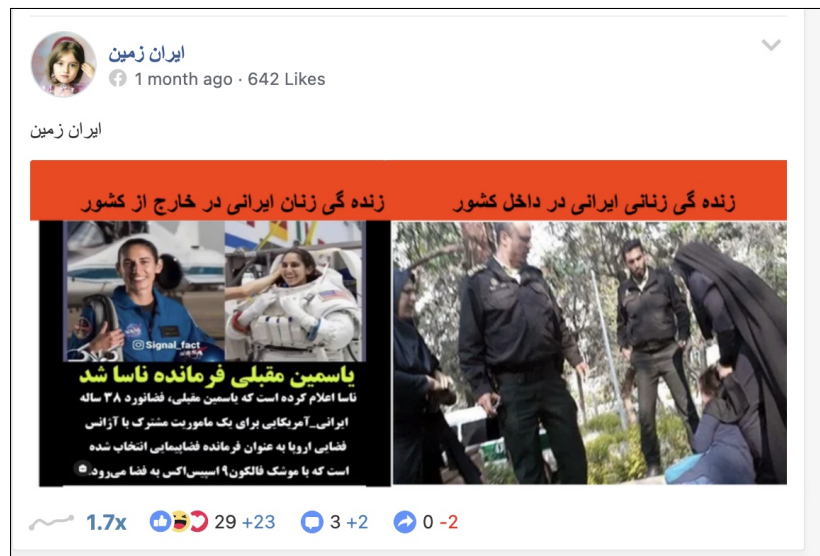 ایران زمین
1 month ago · 642 Likes
ایران زمین
زنده گی زنانی ایرانی در داخل کشور
زنده گی زنان ایرانی در خارج از کشور
Signal_fact
یاسمین مقبلی فرمانده ناسا شد
ناسا اعلام کرده است که یاسمین مقبلی، فضانورد ۳۸ ساله
ایرانی_آمریکایی برای یک ماموریت مشترک با آژانس
فضایی اروپا به عنوان فرمانده فضاپیمایی انتخاب شده
است که با موشک فالکون۹ اسپیس‌اکس به فضا می‌رود.
1.7x 29 +23 3 +2 0 -2